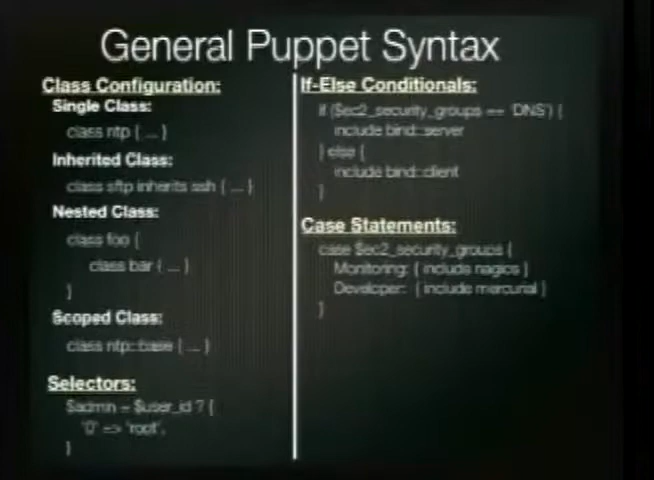 General Puppet Syntax
Class Configuration:
Single Class:
class ntp { ... }
Inherited Class:
class sftp inherits ssh { ... }
Nested Class:
class foo {
class bar { ... }
}
Scoped Class:
class ntp::base { ... }
Selectors:
$admin = $user_id ? {
'0' => 'root',
}
If-Else Conditionals:
if ($ec2_security_groups == 'DNS') {
include bind::server
} else {
include bind::client
}
Case Statements:
case $ec2_security_groups {
Monitoring: { include nagios }
Developer: { include mercurial }
}